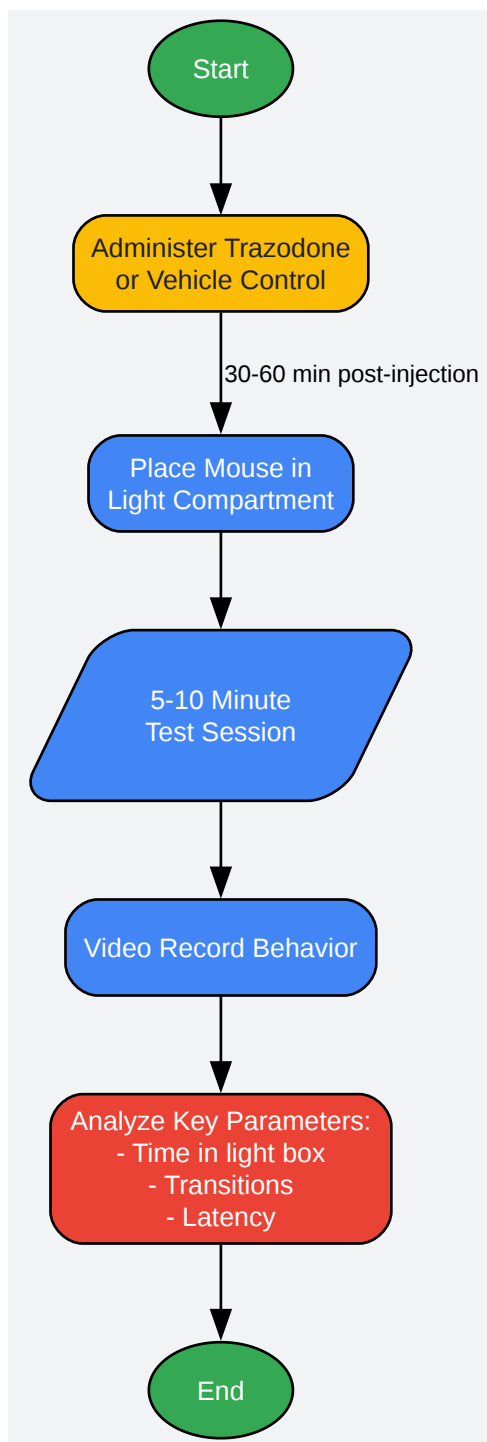 Start
Administer Trazodone
or Vehicle Control
30-60 min post-injection
Place Mouse in
Light Compartment
5-10 Minute
Test Session
Video Record Behavior
Analyze Key Parameters:
- Time in light box
- Transitions
- Latency
End